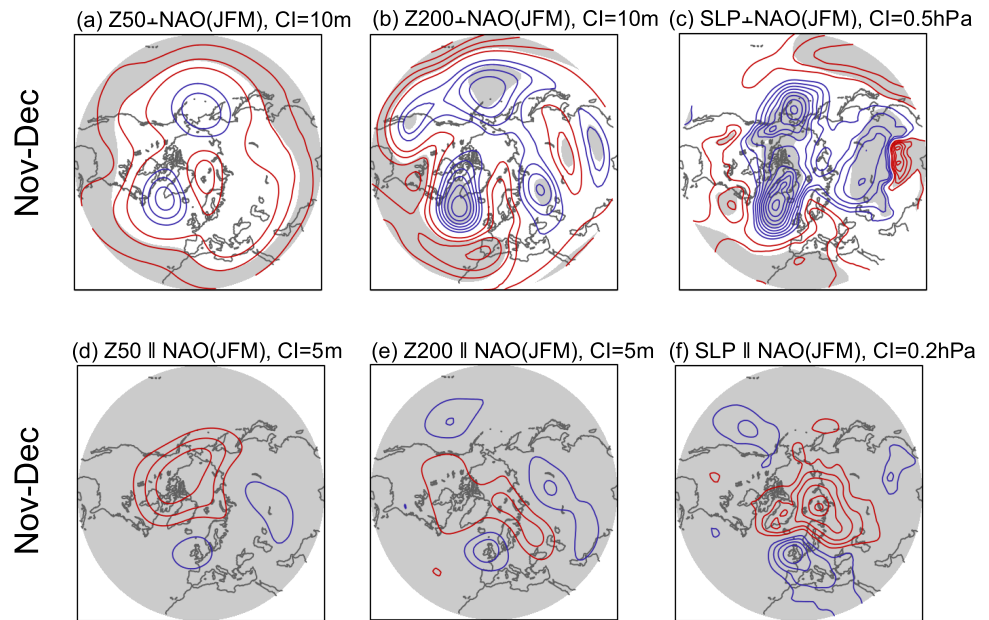 (a) Z50⫠NAO(JFM), CI=10m
(b) Z200⫠NAO(JFM), CI=10m
(c) SLP⫠NAO(JFM), CI=0.5hPa
Nov-Dec
(d) Z50 ‖ NAO(JFM), CI=5m
(e) Z200 ‖ NAO(JFM), CI=5m
(f) SLP ‖ NAO(JFM), CI=0.2hPa
Nov-Dec